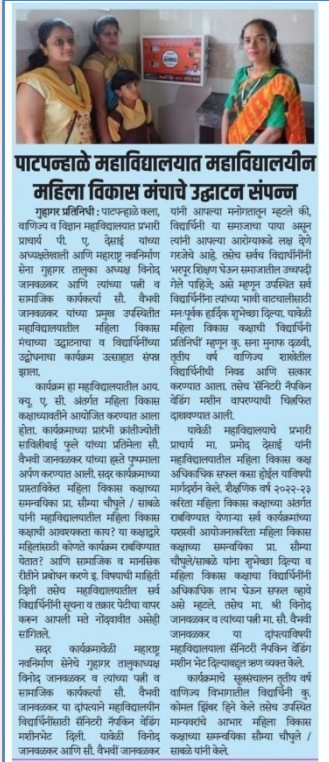 पाटपन्हाळे महाविद्यालयात महाविद्यालयीन
महिला विकास मंचाचे उद्घाटन संपन्न
गुहागर प्रतिनिधी : पाटपन्हाळे कला,
वाणिज्य व विज्ञान महाविद्यालयात प्रभारी
प्राचार्य पी. ए. देसाई यांच्या
अध्यक्षतेखाली आणि महाराष्ट्र नवनिर्माण
सेना गुहागर तालुका अध्यक्ष विनोद
जानवळकर आणि त्यांच्या पत्नी व
सामाजिक कार्यकर्त्या सौ. वैभवी
जानवळकर यांच्या प्रमुख उपस्थितीत
महाविद्यालयातील महिला विकास
मंचाच्या उद्घाटनाचा व विद्यार्थिनींच्या
उद्बोधनाचा कार्यक्रम उत्साहात संपन्न
झाला.
कार्यक्रम हा महाविद्यालयातील आय.
क्यू. ए. सी. अंतर्गत महिला विकास
कक्षाच्यावतीने आयोजित करण्यात आला
होता. कार्यक्रमाच्या प्रारंभी क्रांतीज्योती
सावित्रीबाई फुले यांच्या प्रतिमेला सौ.
वैभवी जानवळकर यांच्या हस्ते पुष्पमाला
अर्पण करण्यात आली. सदर कार्यक्रमाच्या
प्रास्ताविकेत महिला विकास कक्षाच्या
समन्वयिका प्रा. सौम्या चौघुले / साबळे
यांनी महाविद्यालयातील महिला विकास
कक्षाची आवश्यकता काय? या कक्षाद्वारे
महिलांसाठी कोणते कार्यक्रम राबविण्यात
येतात? आणि सामाजिक व मानसिक
रीतीने प्रबोधन करणे इ. विषयाची माहिती
दिली तसेच महाविद्यालयातील सर्व
विद्यार्थिनींनी सूचना व तक्रार पेटीचा वापर
करून आपली मते नोंदवावीत असेही
सांगितले.
सदर कार्यक्रमावेळी महाराष्ट्र
नवनिर्माण सेनेचे गुहागर तालुकाध्यक्ष
विनोद जानवळकर व त्यांच्या पत्नी व
सामाजिक कार्यकर्त्या सौ. वैभवी
जानवळकर या दांपत्याने महाविद्यालयीन
विद्यार्थिनींसाठी सॅनिटरी नॅपकिन वेंडिंग
मशीनभेट दिली. यावेळी विनोद
जानवळकर आणि सौ. वैभवीं जानवळकर
यांनी आपल्या मनोगतातून म्हटले की,
विद्यार्थिनी या समाजाचा पाया असून
त्यांनी आपल्या आरोग्याकडे लक्ष देणे
गरजेचे आहे. तसेच सर्वच विद्यार्थीनींनी
भरपूर शिक्षण घेऊन समाजातील उच्चपदी
गेले पाहिजे; असे म्हणून उपस्थित सर्व
विद्यार्थिनींना त्यांच्या भावी वाटचालीसाठी
मनःपूर्वक हार्दिक शुभेच्छा दिल्या. यावेळी
महिला विकास कक्षाची 'विद्यार्थिनी
प्रतिनिधी' म्हणून कु. सना मुनाफ दळवी,
तृतीय वर्ष वाणिज्य शाखेतील
विद्यार्थिनीची निवड आणि सत्कार
करण्यात आला. तसेच 'सॅनिटरी नॅपकिन
वेंडिंग मशीन वापरण्याची चित्रफित
दाखवण्यात आली.
यावेळी महाविद्यालयाचे प्रभारी
प्राचार्य मा. प्रमोद देसाई यांनी
महाविद्यालयातील महिला विकास कक्ष
अधिकाधिक सफल कसा होईल याविषयी
मार्गदर्शन केले. शैक्षणिक वर्ष २०२२-२३
करिता महिला विकास कक्षाच्या अंतर्गत
राबविण्यात येणाऱ्या सर्व कार्यक्रमांच्या
यशस्वी आयोजनाकरिता महिला विकास
कक्षाच्या समन्वयिका प्रा. सौम्या
चौघुले/साबळे यांना शुभेच्छा दिल्या व
महिला विकास कक्षाचा विद्यार्थिनींनी
अधिकाधिक लाभ घेऊन सफल व्हावे
असे म्हटले. तसेच मा. श्री विनोद
जानवळकर व त्यांच्या पत्नी मा. सौ. वैभवी
जानवळकर या दांपत्याविषयी
महाविद्यालयाला सॅनिटरी नॅपकिन वेंडिंग
मशीन भेट दिल्याबद्दल ऋण व्यक्त केले.
कार्यक्रमाचे सूत्रसंचालन तृतीय वर्ष
वाणिज्य विभागातील विद्यार्थिनी कु.
कोमल झिंबर हिने केले तसेच उपस्थित
मान्यवरांचे आभार महिला विकास
कक्षाच्या समन्वयिका सौम्या चौघुले /
साबळे यांनी केले.